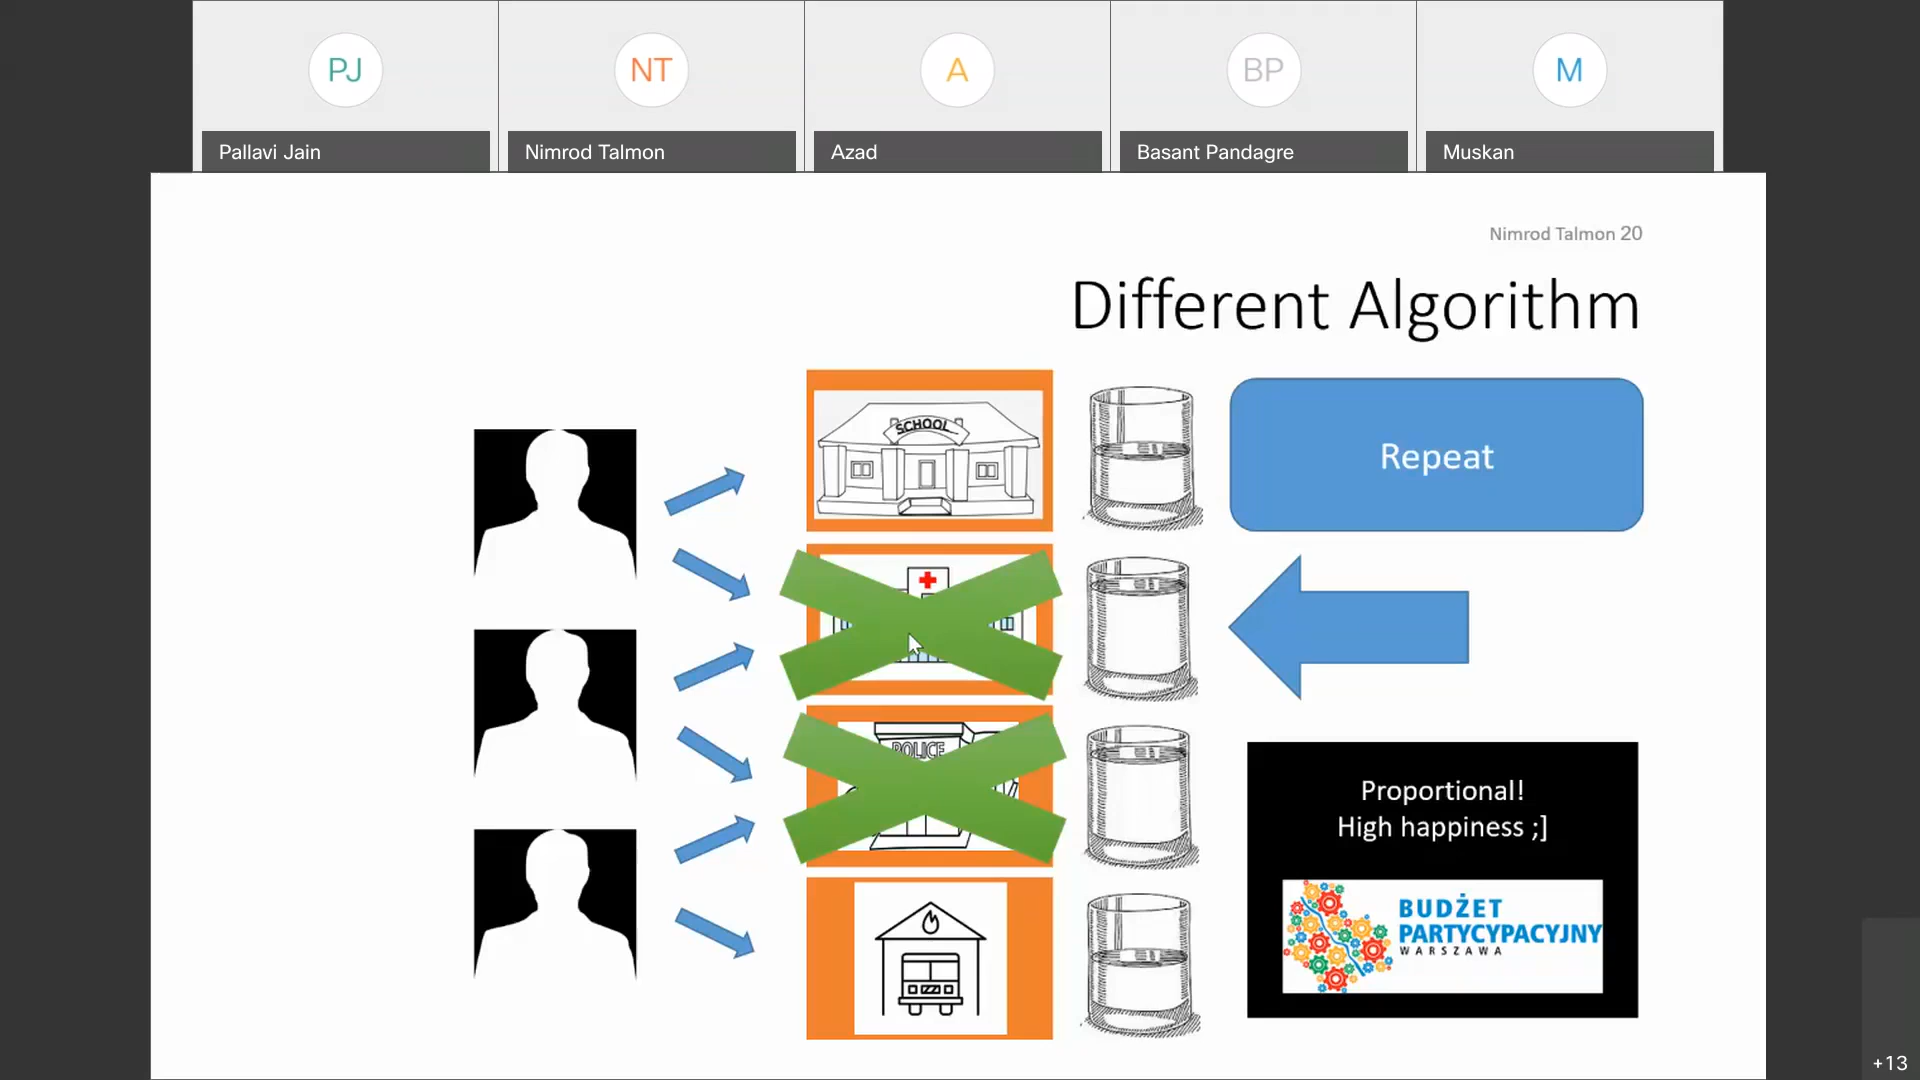 PJ
NT
A
BP
M
Pallavi Jain
Nimrod Talmon
Azad
Basant Pandagre
Muskan
Nimrod Talmon 20
Different Algorithm
SCHOOL
Repeat
POLICE
Proportional!
High happiness ;]
BUDŻET
PARTYCYPACYJNY
WARSZAWA
+13